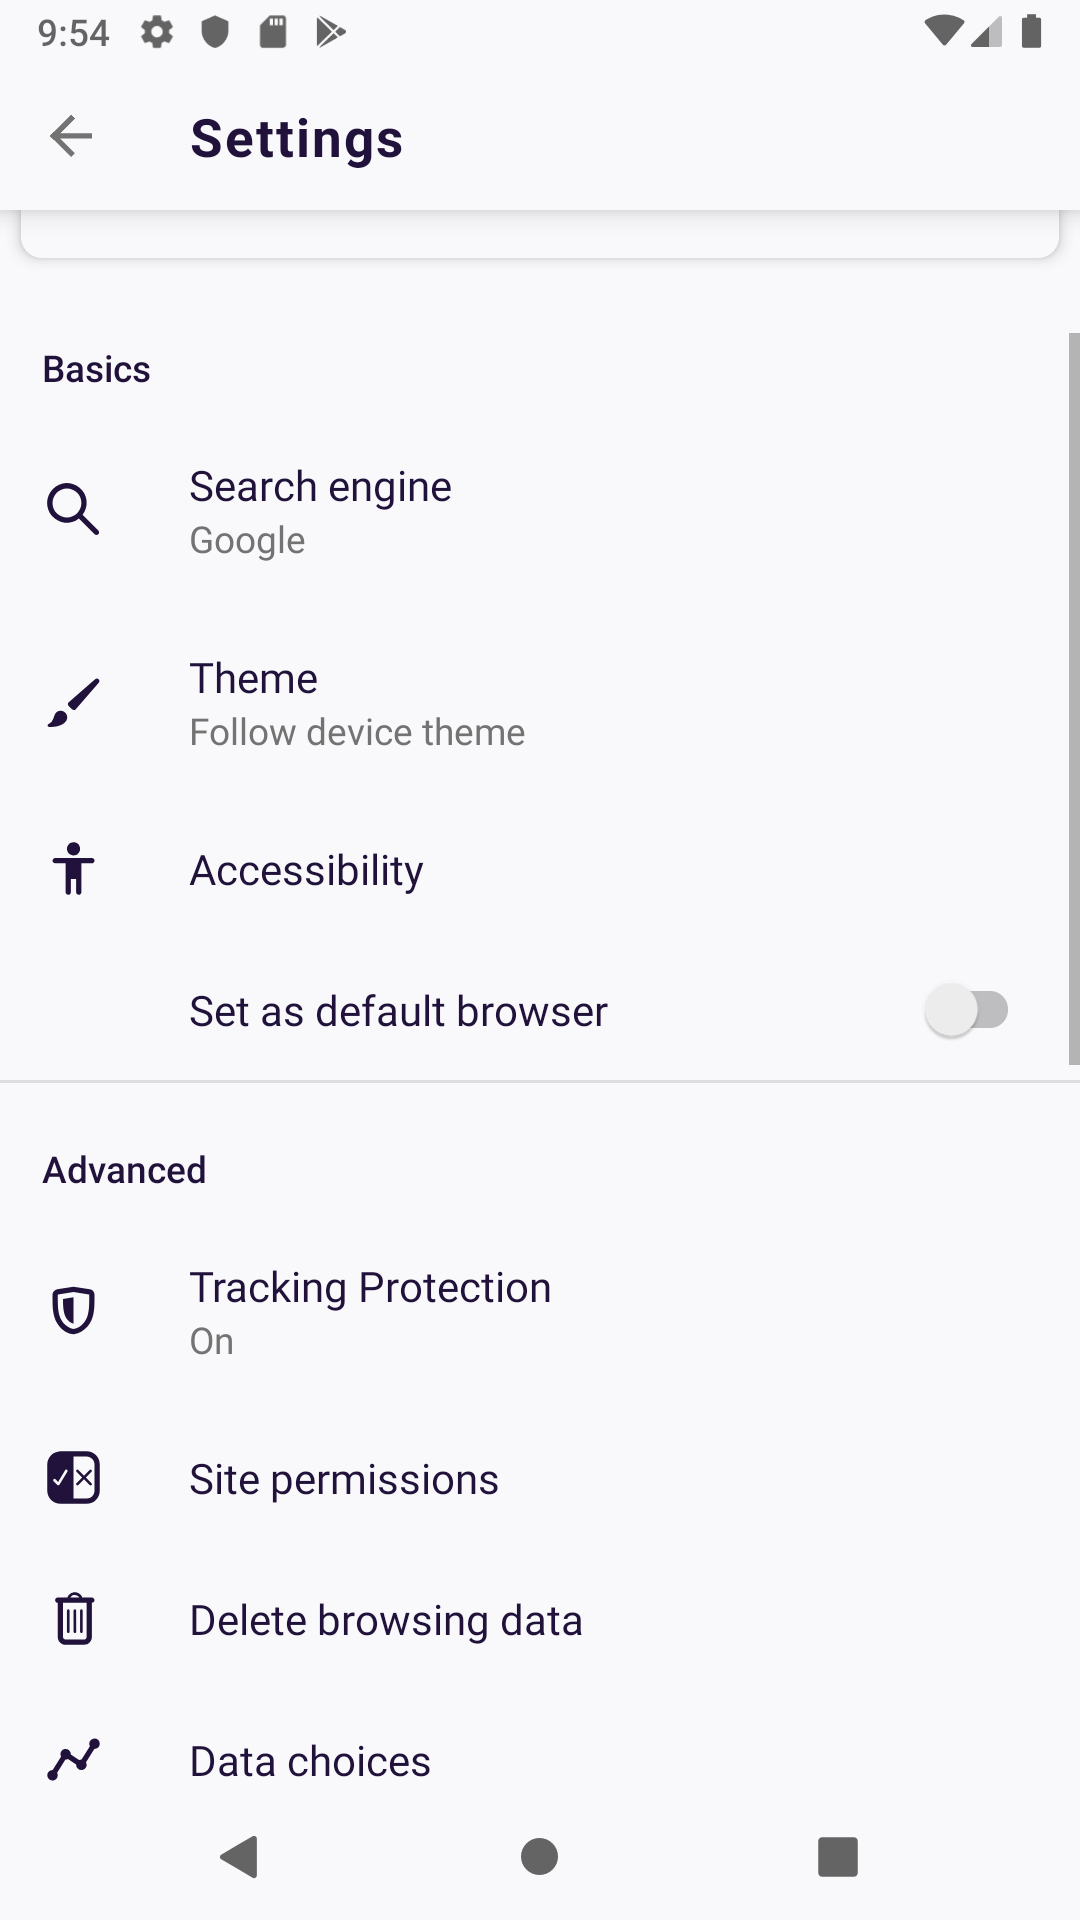 9:54
Settings
Basics
Search engine
Google
Theme
Follow device theme
Accessibility
Set as default browser
Advanced
Tracking Protection
On
Site permissions
Delete browsing data
Data choices